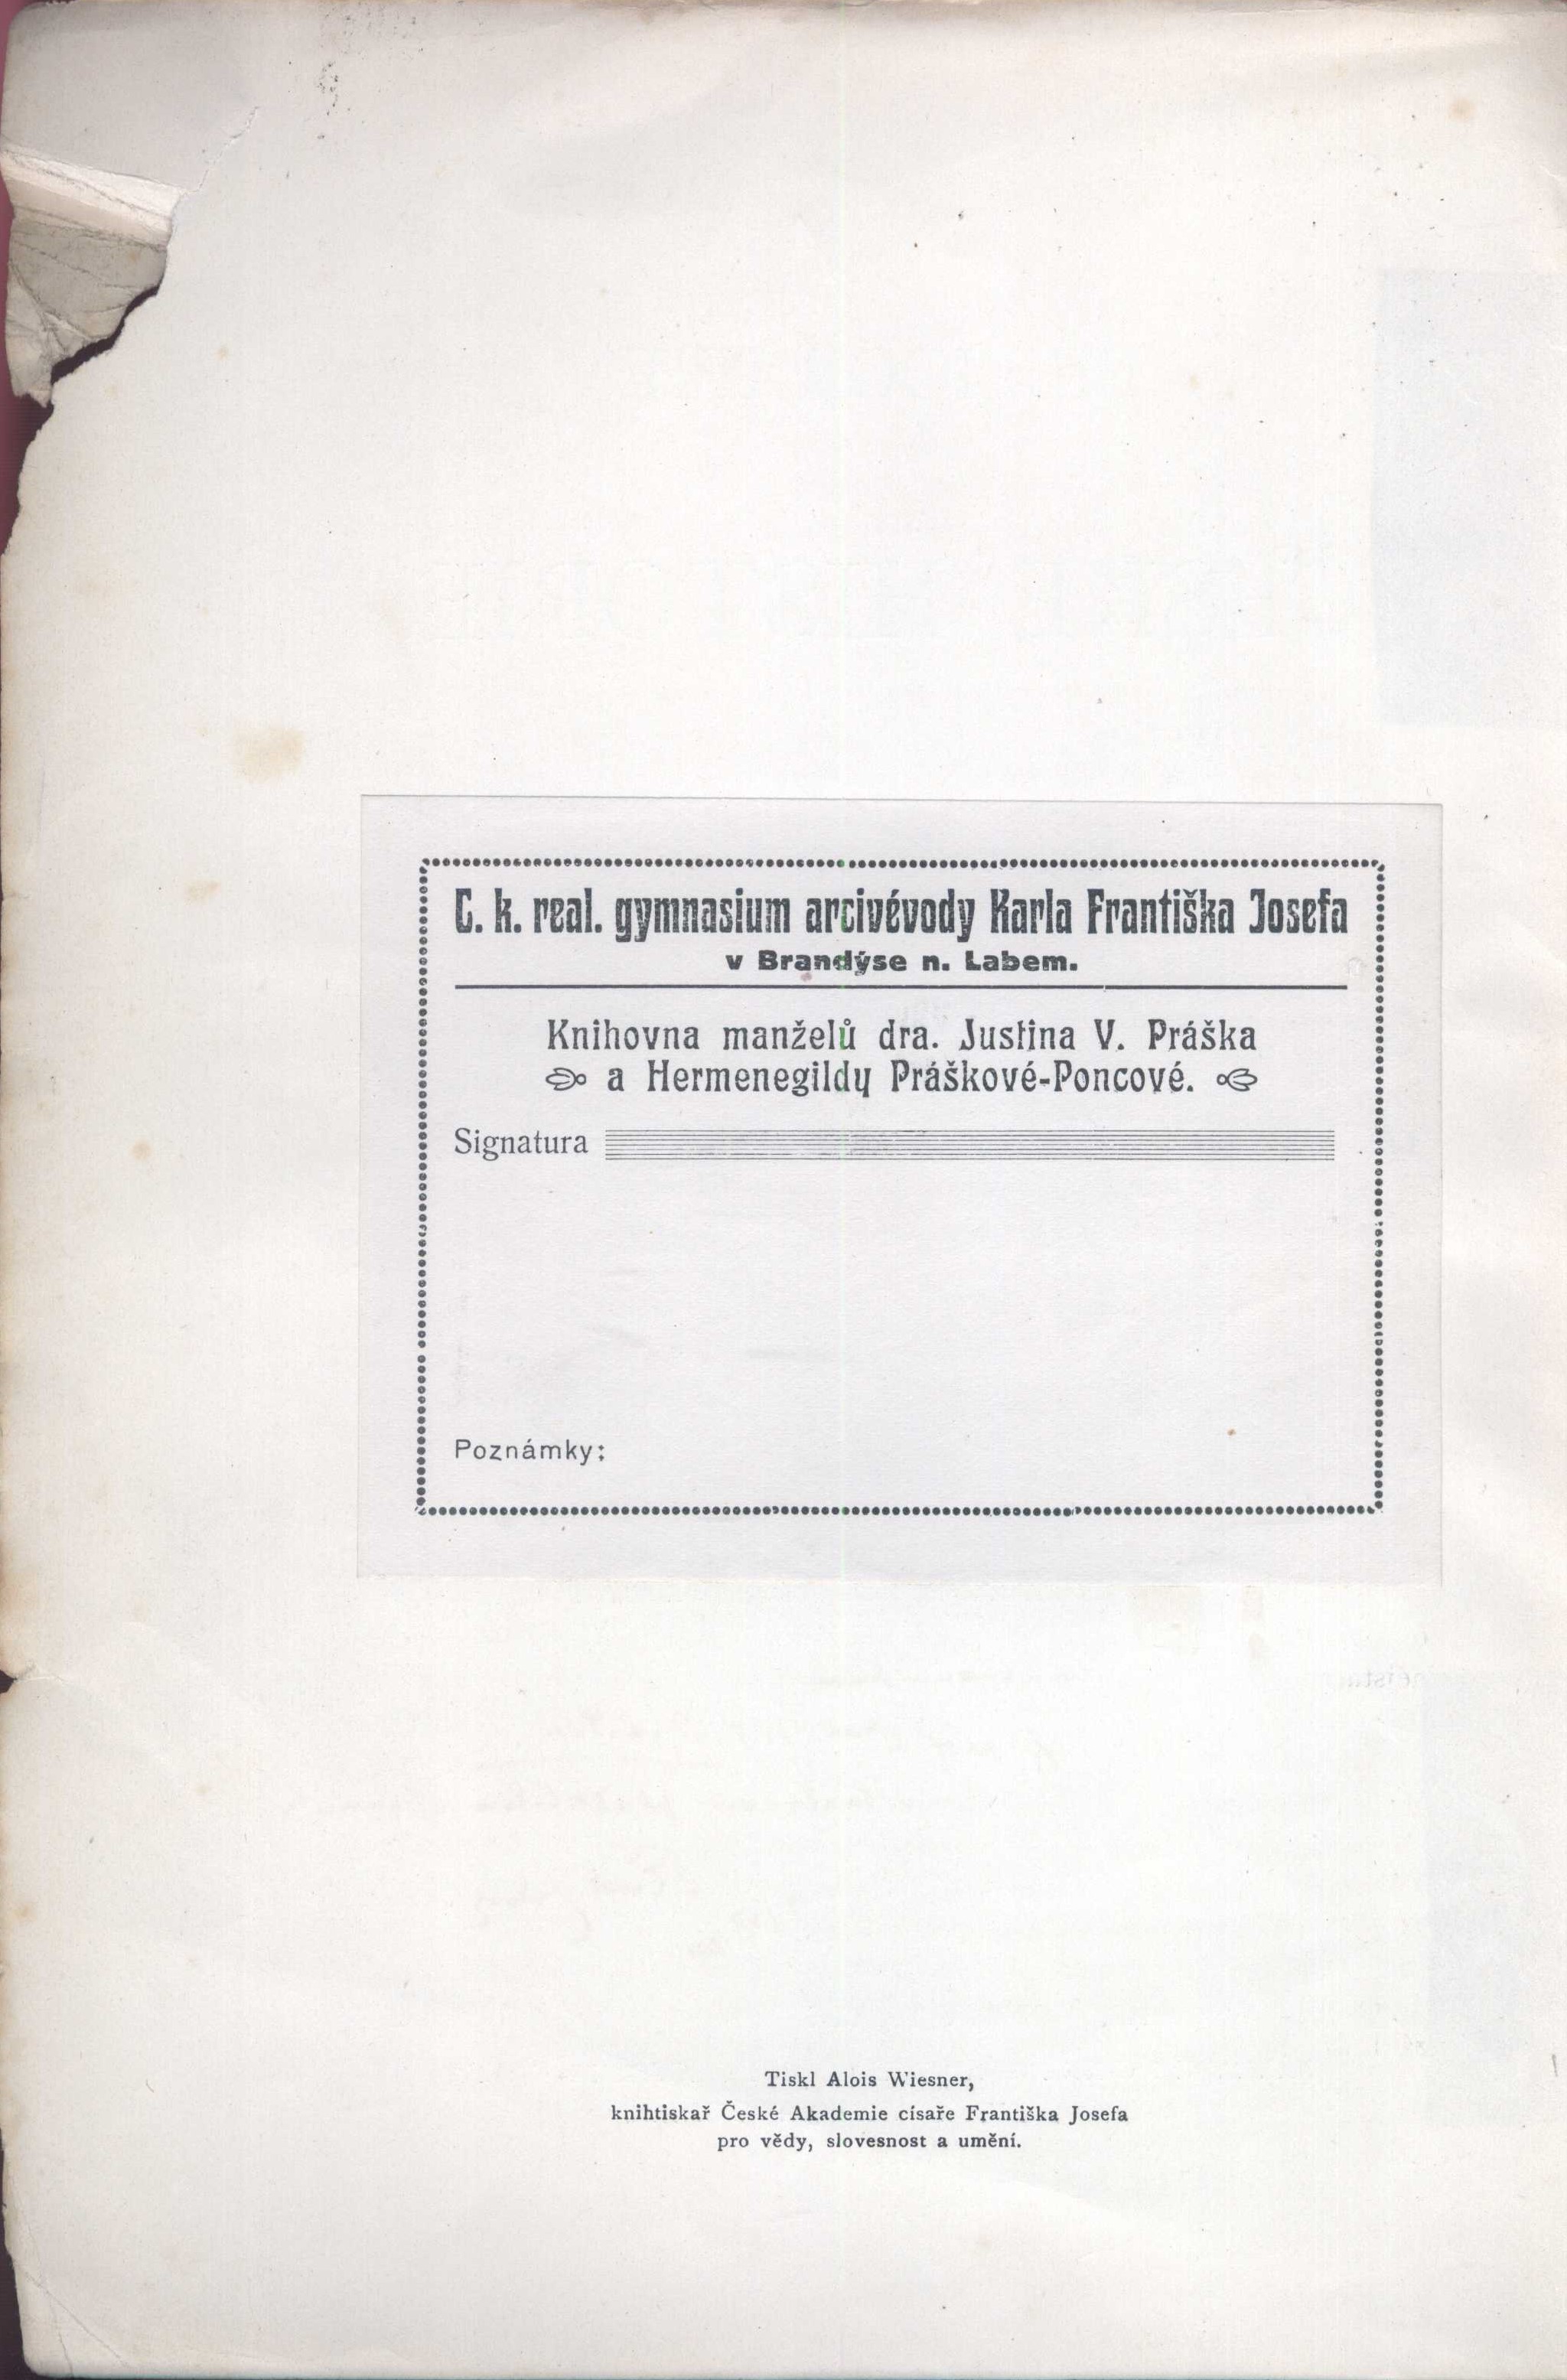 C. k. real. gymnasium arcivévody Karla Františka Josefa
v Brandýse n. Labem.
Knihovna manželů dra. Justina V. Práška
a Hermenegildy Práškové-Poncové.
Signatura
Poznámky:
Tiskl Alois Wiesner,
knihtiskař České Akademie císaře Františka Josefa
pro vědy, slovesnost a umění.